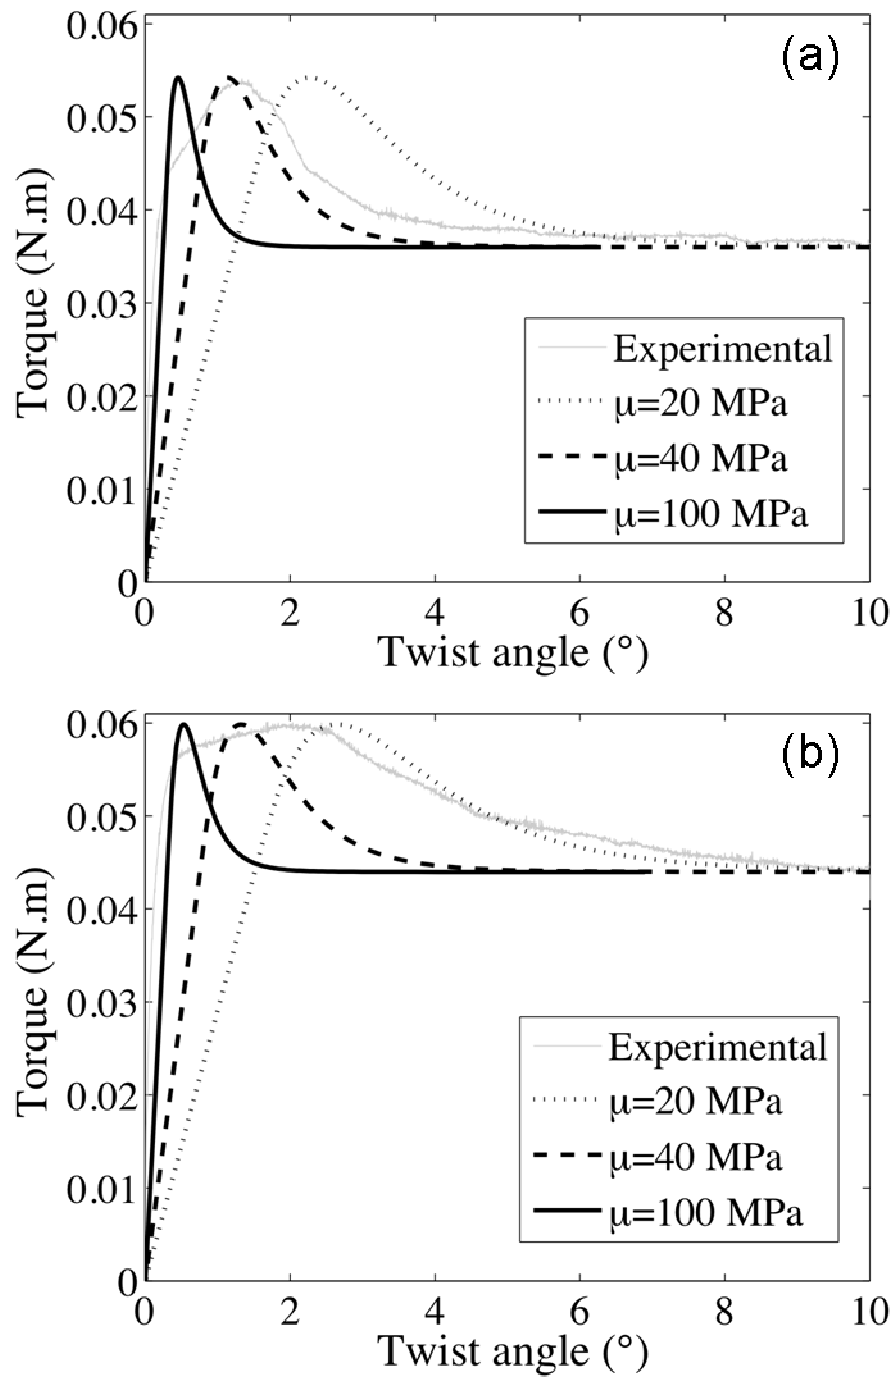 (a)
0.06
0.05
0.04
0.03
0.02
0.01
0
Torque (N.m)
Experimental
μ=20 MPa
μ=40 MPa
μ=100 MPa
0 2 4 6 8 10
Twist angle (°)
(b)
0.06
0.05
0.04
0.03
0.02
0.01
0
Torque (N.m)
Experimental
μ=20 MPa
μ=40 MPa
μ=100 MPa
0 2 4 6 8 10
Twist angle (°)